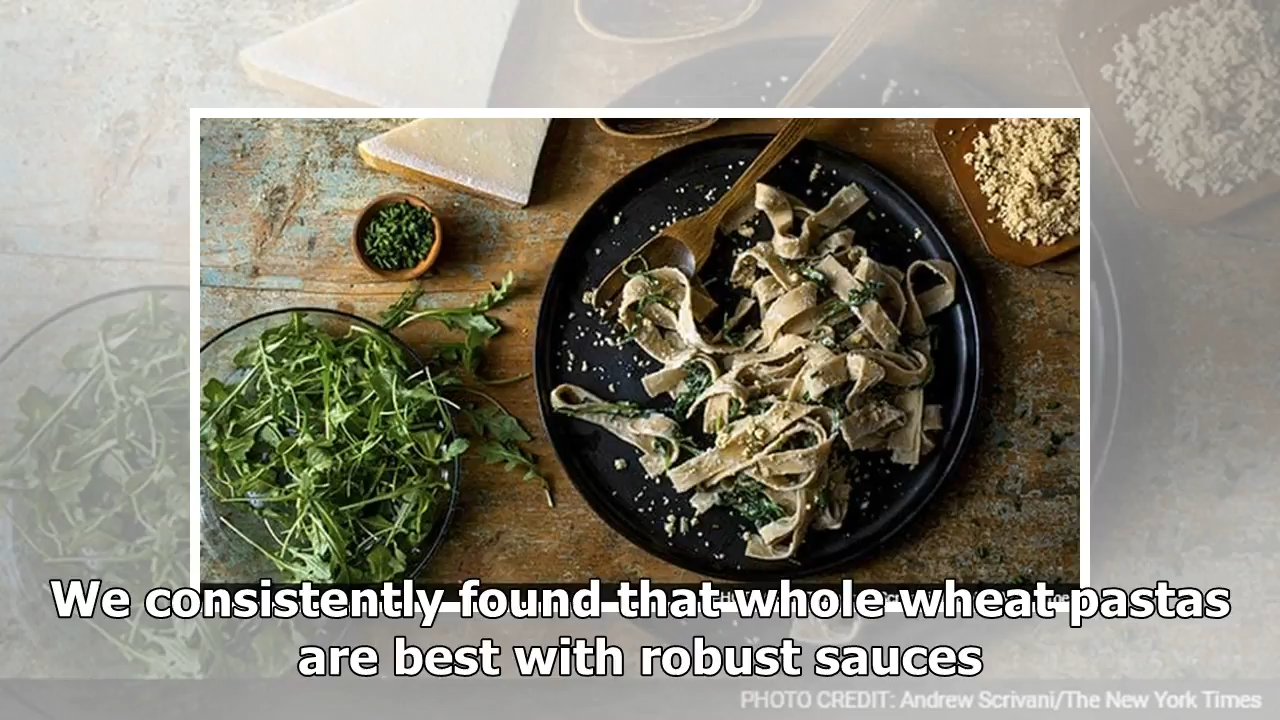 We consistently found that whole wheat pastas
are best with robust sauces
PHOTO CREDIT: Andrew Scrivani/The New York Times